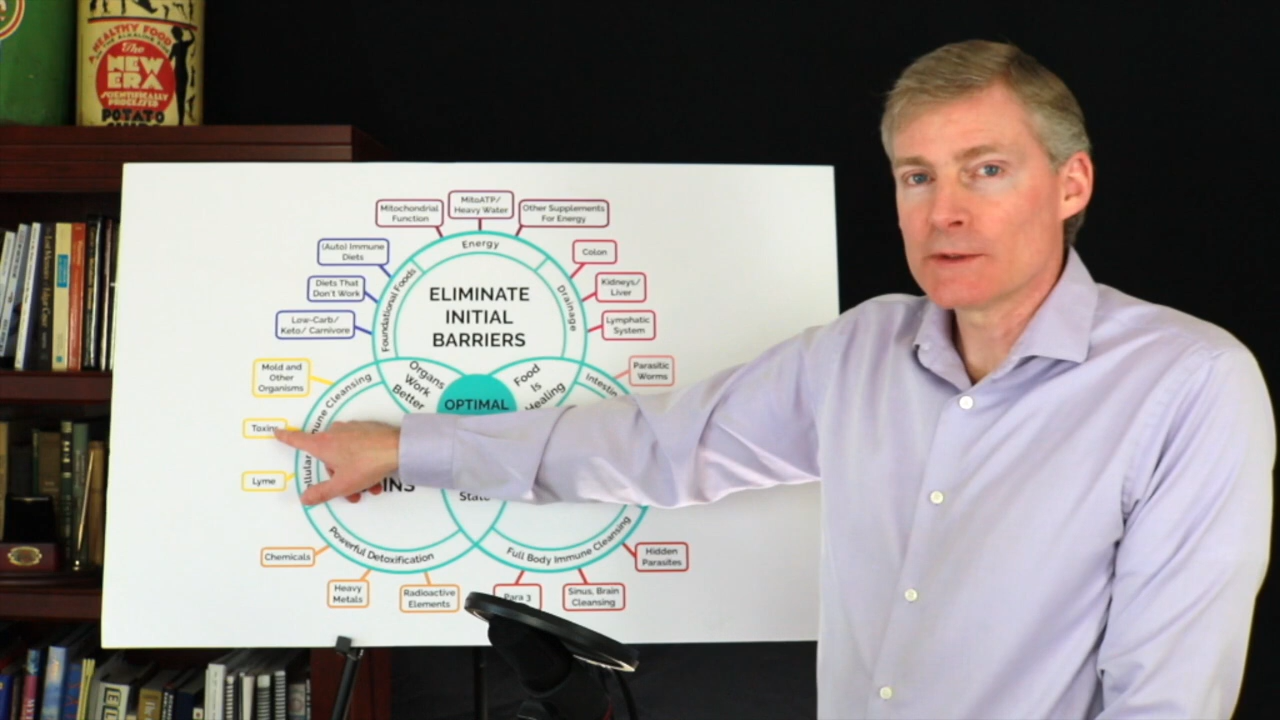 HEALTHY FOOD
The
NEW
ERA
SCIENTIFICALLY
PROCESSED
POTATO
MitoATP/
Heavy Water
Mitochondrial
Function
Other Supplements
For Energy
Energy
(Auto) Immune
Diets
Colon
Diets That
Don't Work
Kidneys/
Liver
Foundational Foods
Drainage
ELIMINATE
INITIAL
BARRIERS
Low-Carb/
Keto/ Carnivore
Lymphatic
System
Mold and
Other
Organisms
Organs
Work
Better
Food
Is
Healing
Parasitic
Worms
OPTIMAL
Toxins
Lyme
State
Powerful Detoxification
Full Body Immune Cleansing
Chemicals
Hidden
Parasites
Heavy
Metals
Radioactive
Elements
Para 3
Sinus, Brain
Cleansing